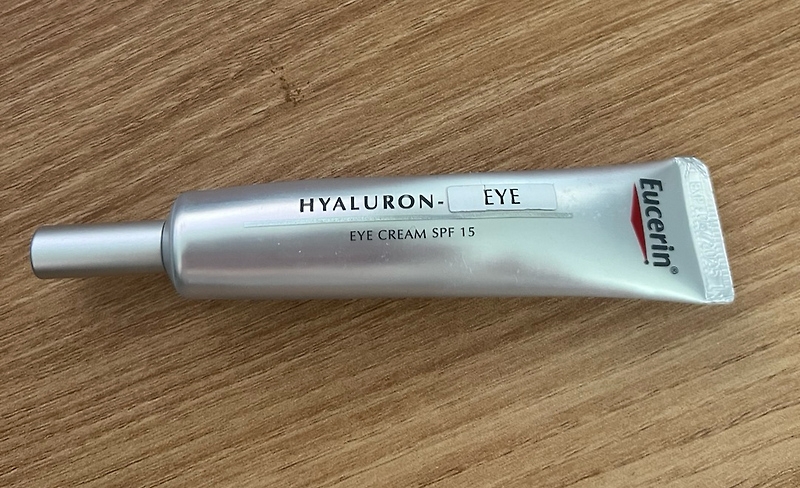 HYALURON-EYE
EYE CREAM SPF 15
Eucerin®